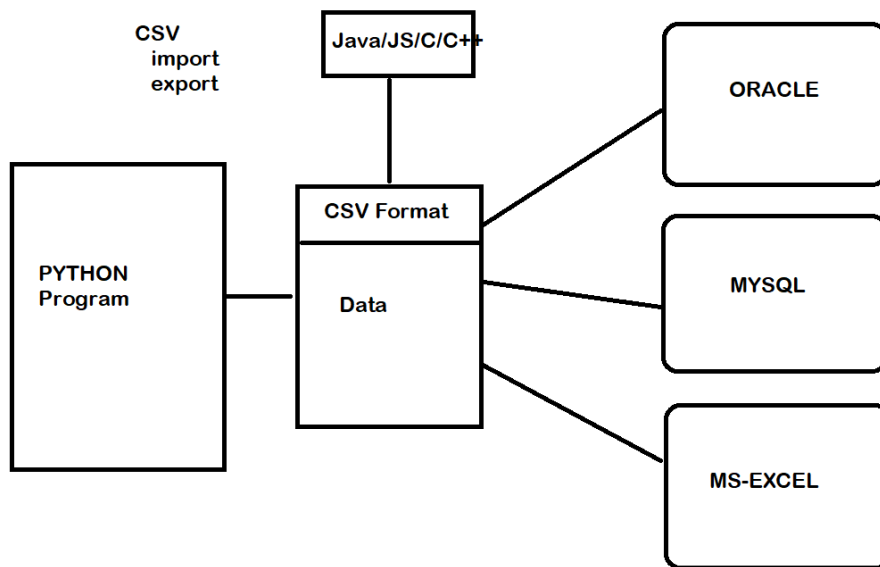 CSV
import
export
Java/JS/C/C++
ORACLE
CSV Format
PYTHON
Program
Data
MYSQL
MS-EXCEL